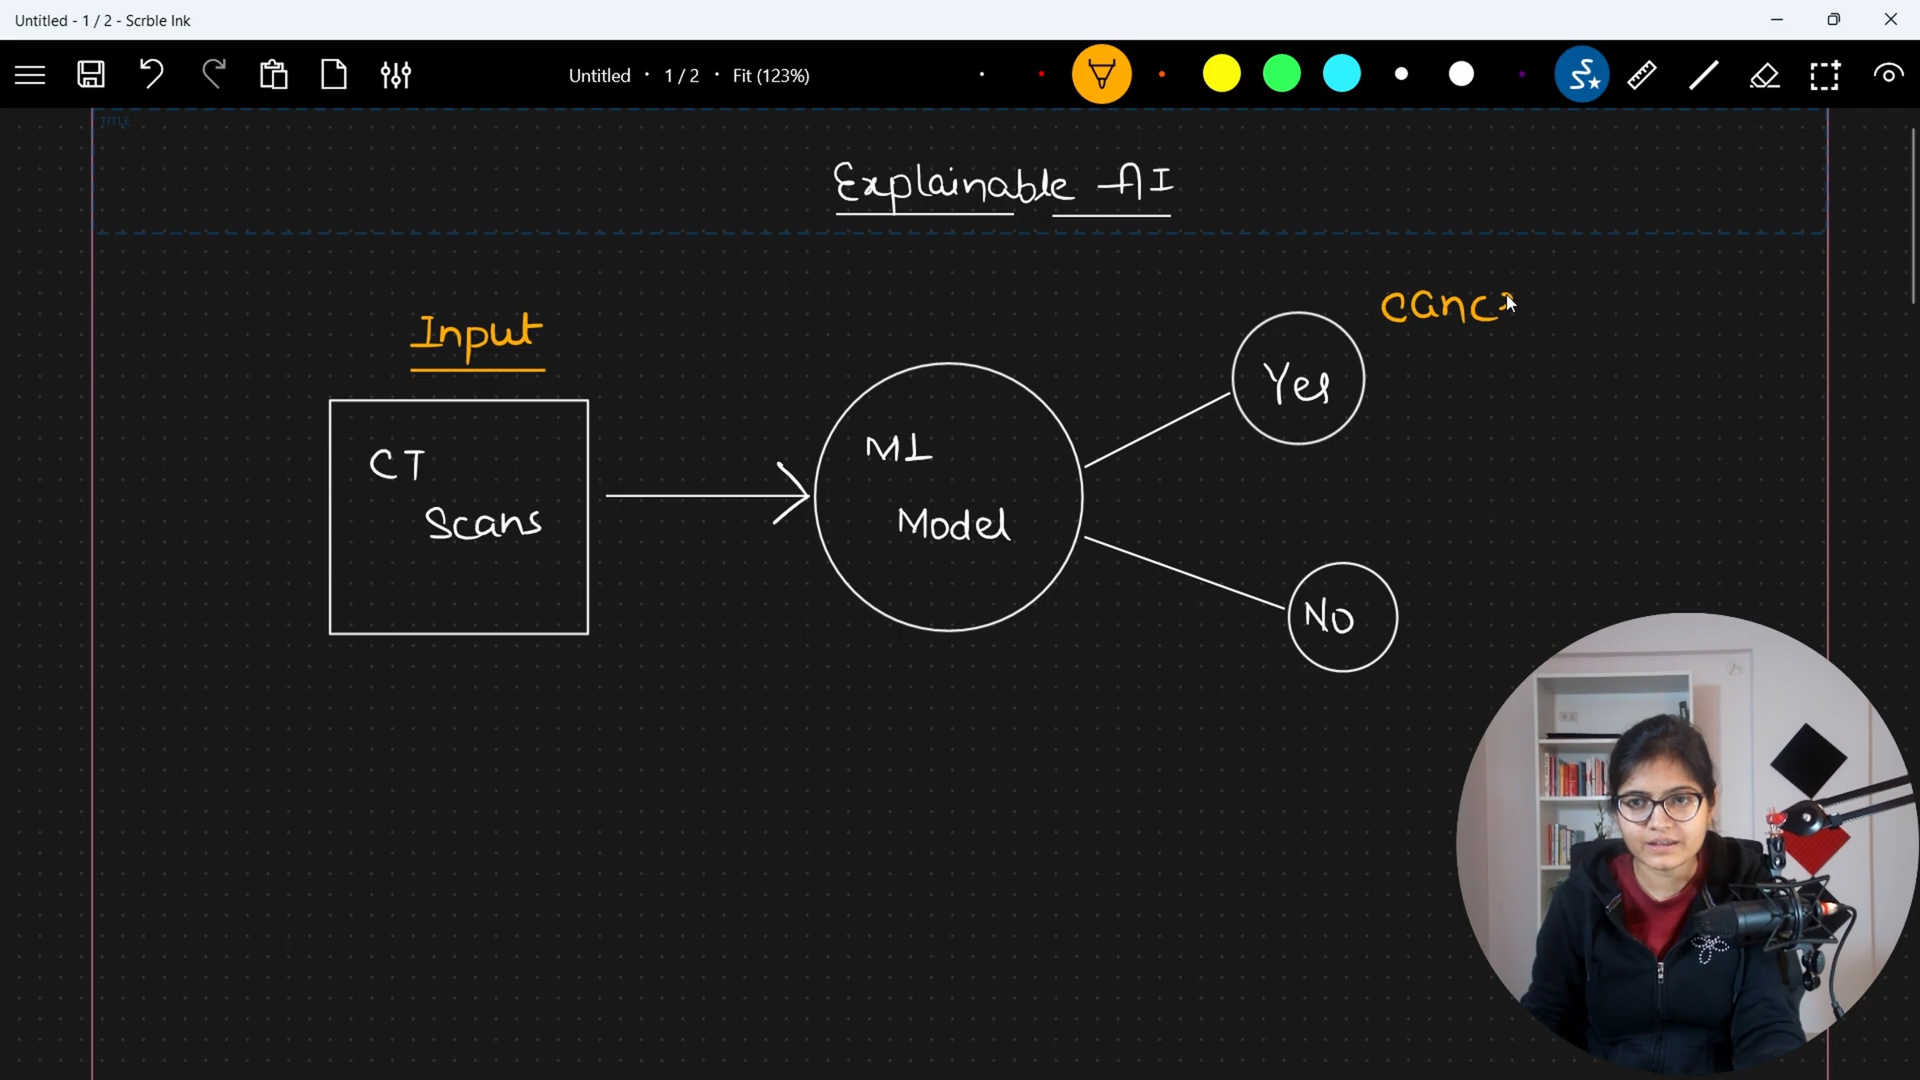 Untitled - 1 / 2 - Scrble Ink
Untitled · 1 / 2 · Fit (123%)
TITLE
Explainable AI
Input
CT
Scans
ML
Model
Yes
No